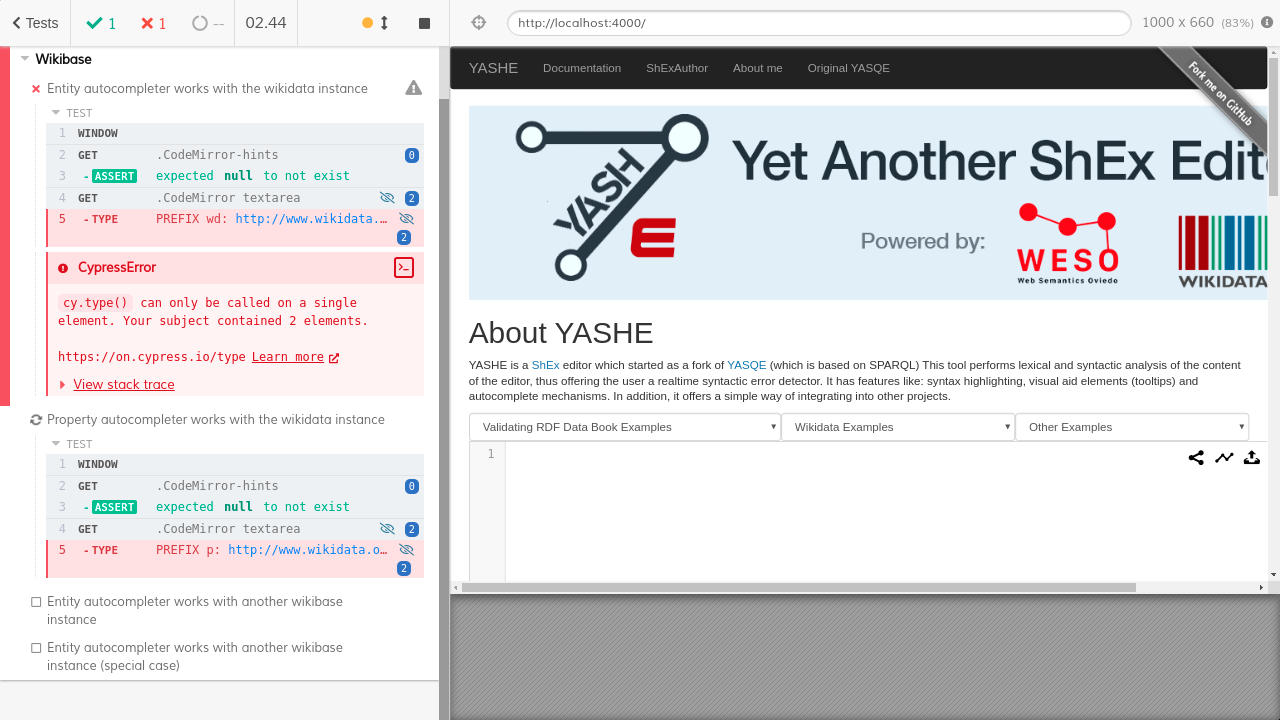 Tests
1
1
--
02.44
http://localhost:4000/
1000 x 660 (83%)
Wikibase
Entity autocompleter works with the wikidata instance
TEST
1 WINDOW
2 GET .CodeMirror-hints 0
3 - ASSERT expected null to not exist
4 GET .CodeMirror textarea 2
5 - TYPE PREFIX wd: http://www.wikidata.…
2
CypressError
cy.type() can only be called on a single
element. Your subject contained 2 elements.
https://on.cypress.io/type Learn more
View stack trace
Property autocompleter works with the wikidata instance
TEST
1 WINDOW
2 GET .CodeMirror-hints 0
3 - ASSERT expected null to not exist
4 GET .CodeMirror textarea 2
5 - TYPE PREFIX p: http://www.wikidata.o…
2
Entity autocompleter works with another wikibase
instance
Entity autocompleter works with another wikibase
instance (special case)
YASHE Documentation ShExAuthor About me Original YASQE
Fork me on GitHub
YASH
E
Yet Another ShEx Edit
Powered by:
WESO
Web Semantics Oviedo
WIKIDATA
About YASHE
YASHE is a ShEx editor which started as a fork of YASQE (which is based on SPARQL) This tool performs lexical and syntactic analysis of the content
of the editor, thus offering the user a realtime syntactic error detector. It has features like: syntax highlighting, visual aid elements (tooltips) and
autocomplete mechanisms. In addition, it offers a simple way of integrating into other projects.
Validating RDF Data Book Examples
Wikidata Examples
Other Examples
1